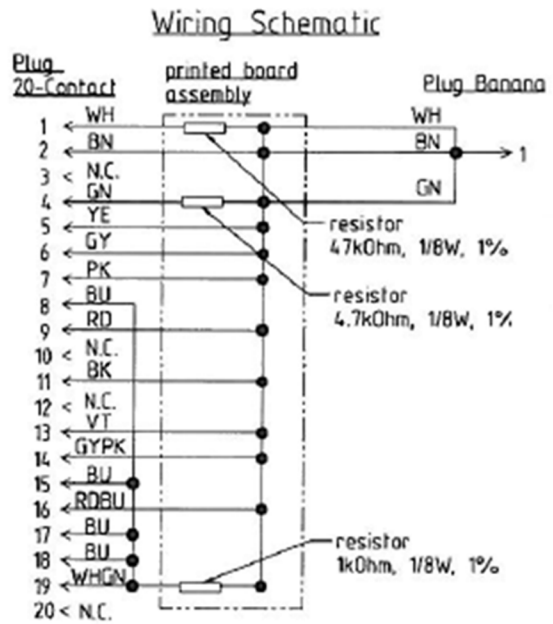 Wiring Schematic
Plug
20-Contact
printed board
assembly
Plug Banana
1 WH WH
2 BN BN 1
3 N.C.
4 GN GN
5 YE
6 GY
7 PK
8 BU
9 RD
10 N.C.
11 BK
12 N.C.
13 VT
14 GYPK
15 BU
16 RDBU
17 BU
18 BU
19 WHGN
20 N.C.
resistor
47kOhm, 1/8W, 1%
resistor
4.7kOhm, 1/8W, 1%
resistor
1kOhm, 1/8W, 1%